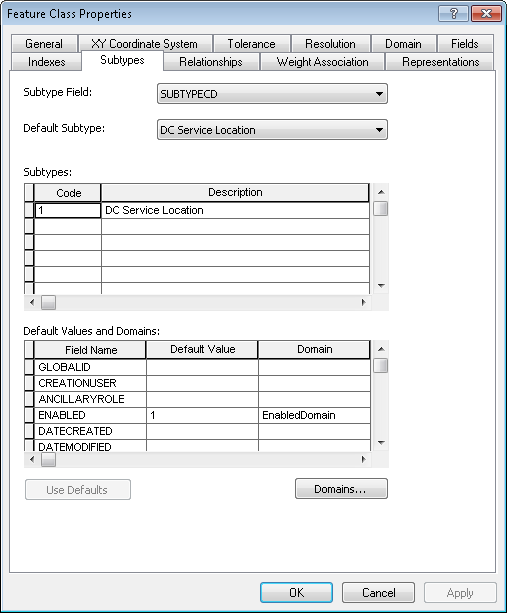 Feature Class Properties
General XY Coordinate System Tolerance Resolution Domain Fields
Indexes Subtypes Relationships Weight Association Representations
Subtype Field: SUBTYPECD
Default Subtype: DC Service Location
Subtypes:
Code Description
1 DC Service Location
Default Values and Domains:
Field Name Default Value Domain
GLOBALID
CREATIONUSER
ANCILLARYROLE
ENABLED 1 EnabledDomain
DATECREATED
DATEMODIFIED
Use Defaults Domains...
OK Cancel Apply